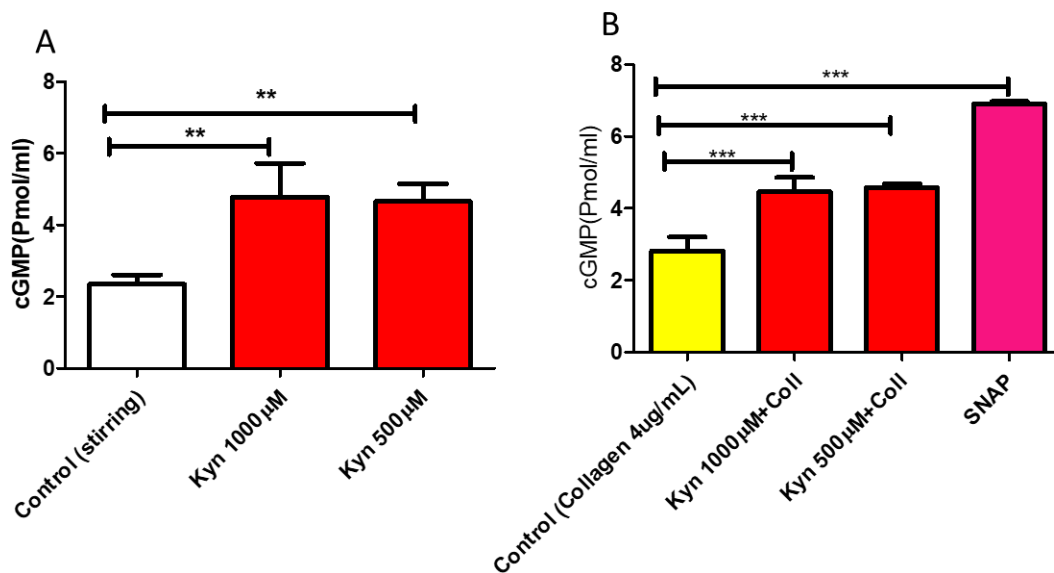 A
cGMP(Pmol/ml)
8
6
4
2
0
**
**
Control (stirring)
Kyn 1000µM
Kyn 500µM
B
cGMP(Pmol/ml)
8
6
4
2
0
***
***
***
Control (Collagen 4ug/mL)
Kyn 1000µM+Coll
Kyn 500µM+Coll
SNAP